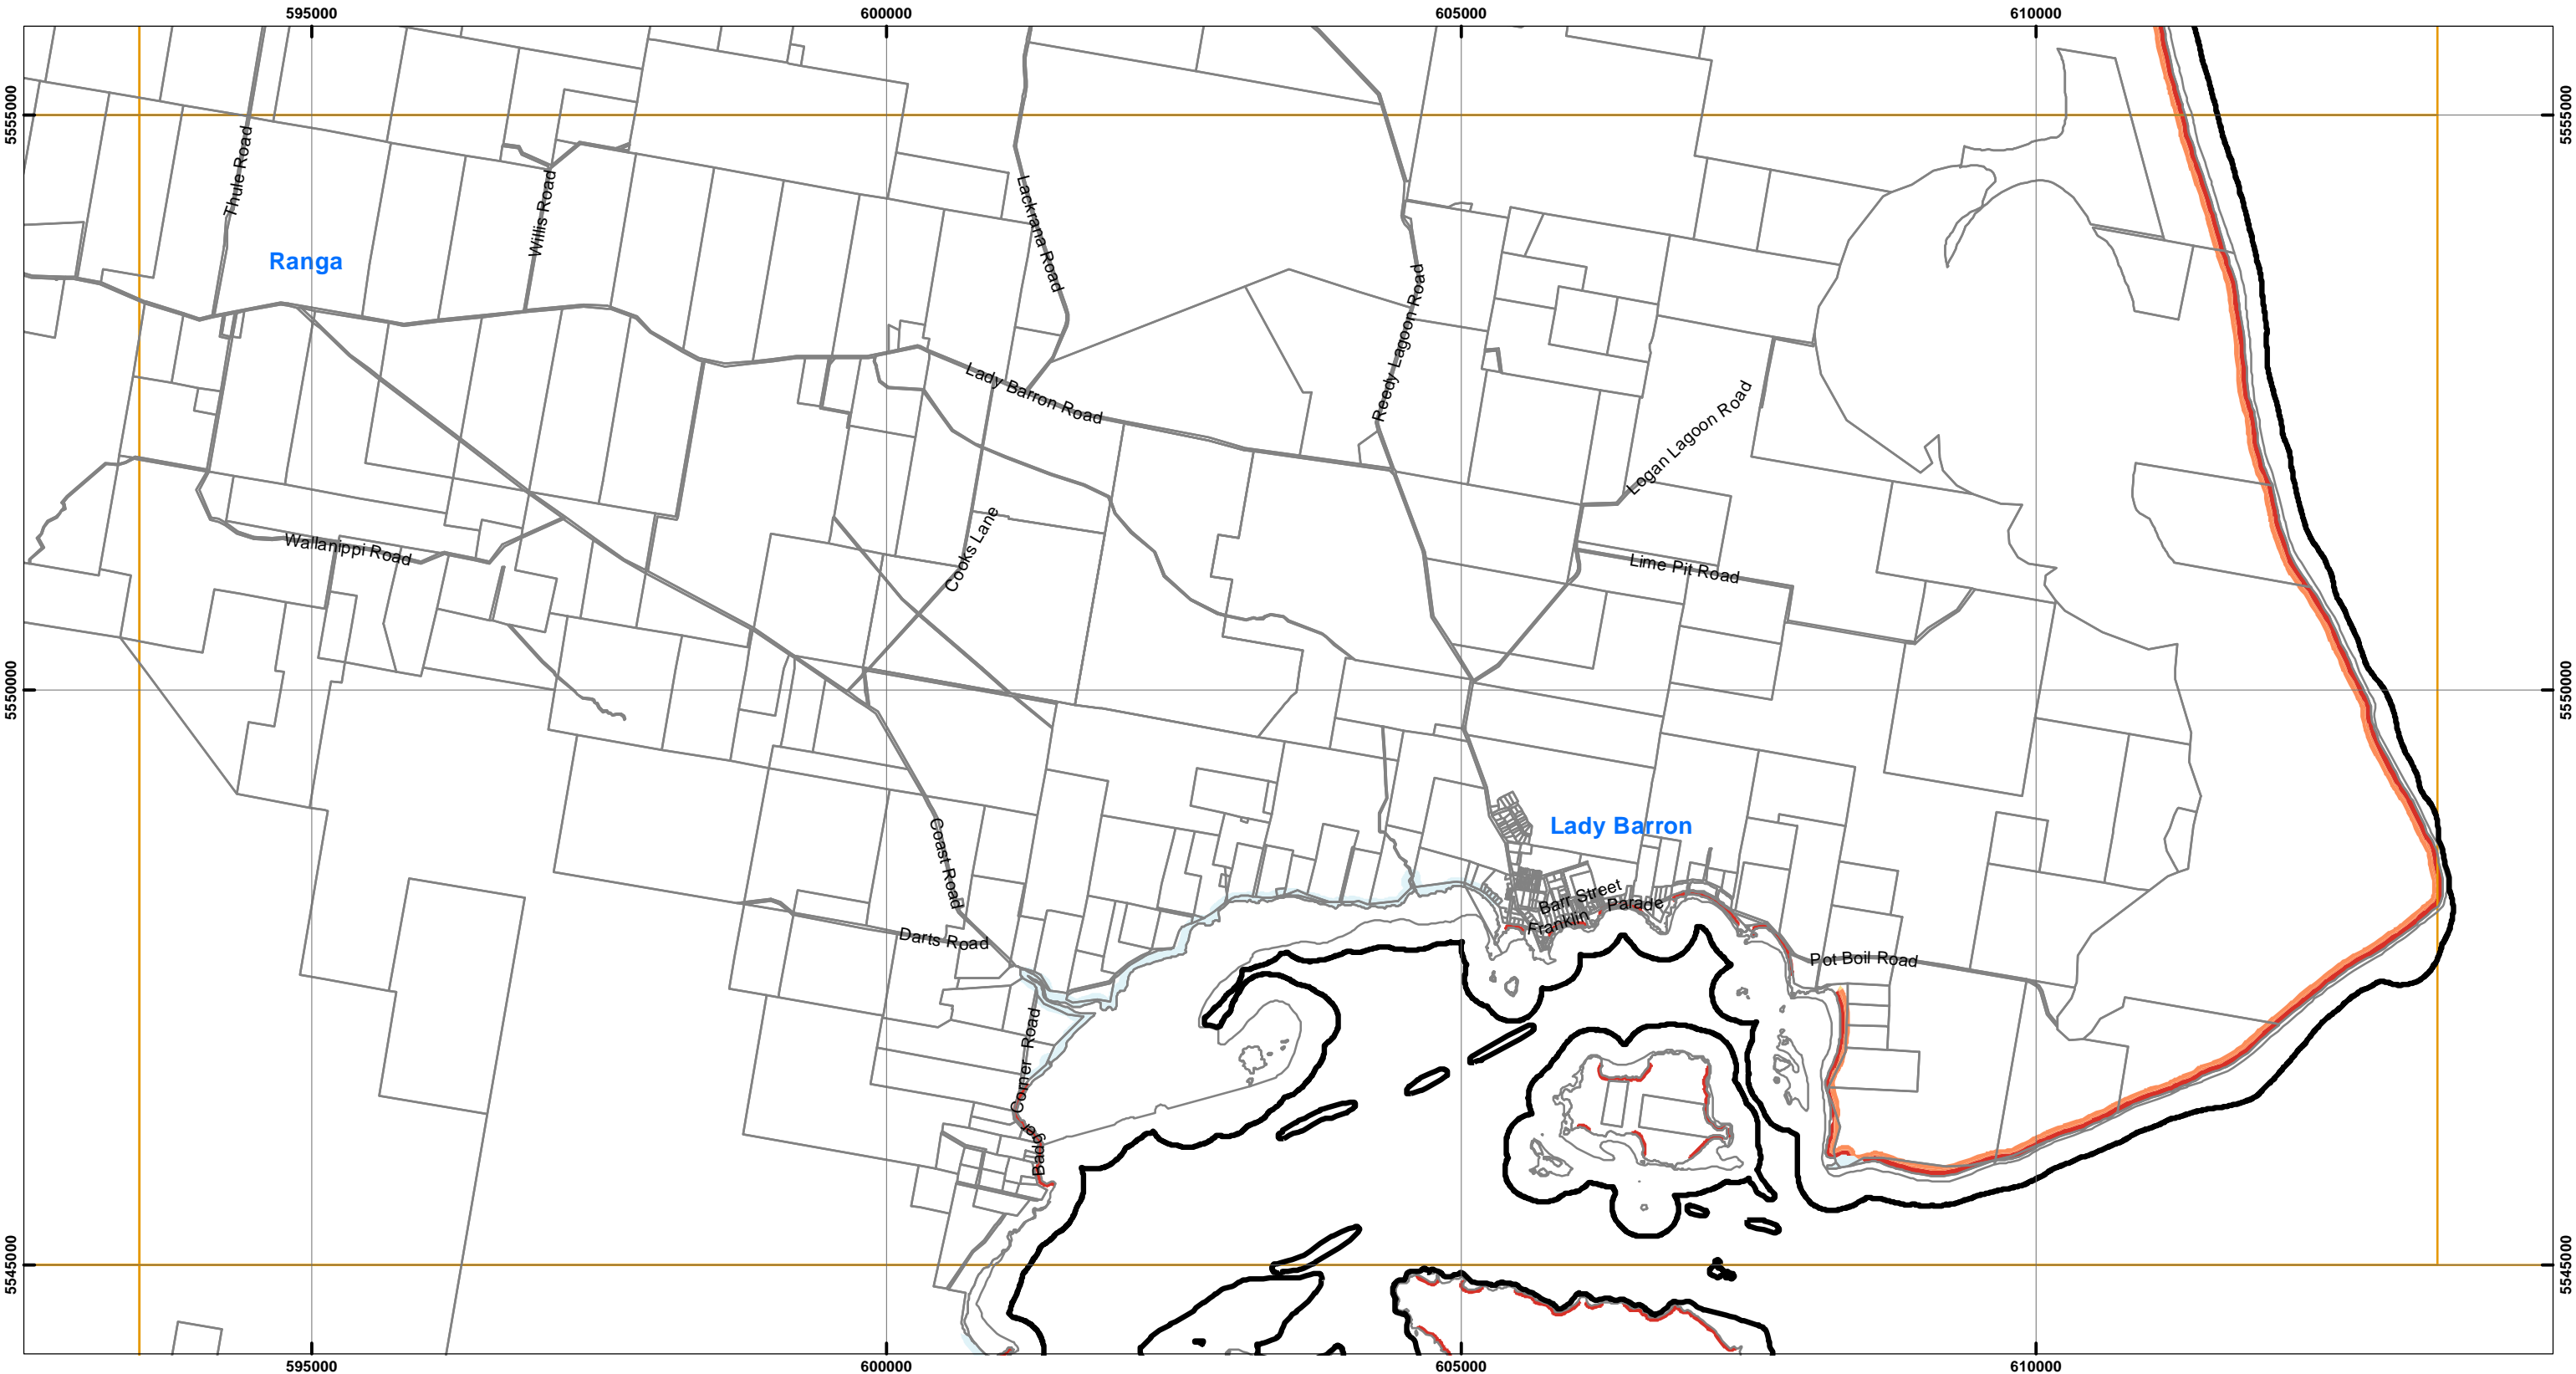 595000
600000
605000
610000
5555000
5555000
Thule Road
Willis Road
Lackrana Road
Ranga
Reedy Lagoon Road
Lady Barron Road
Logan Lagoon Road
Cooks Lane
Wallanippi Road
Lime Pit Road
5550000
5550000
Lady Barron
Coast Road
Barr Street
Franklin Parade
Darts Road
Pot Boil Road
Badger Corner Road
5545000
5545000
595000
600000
605000
610000